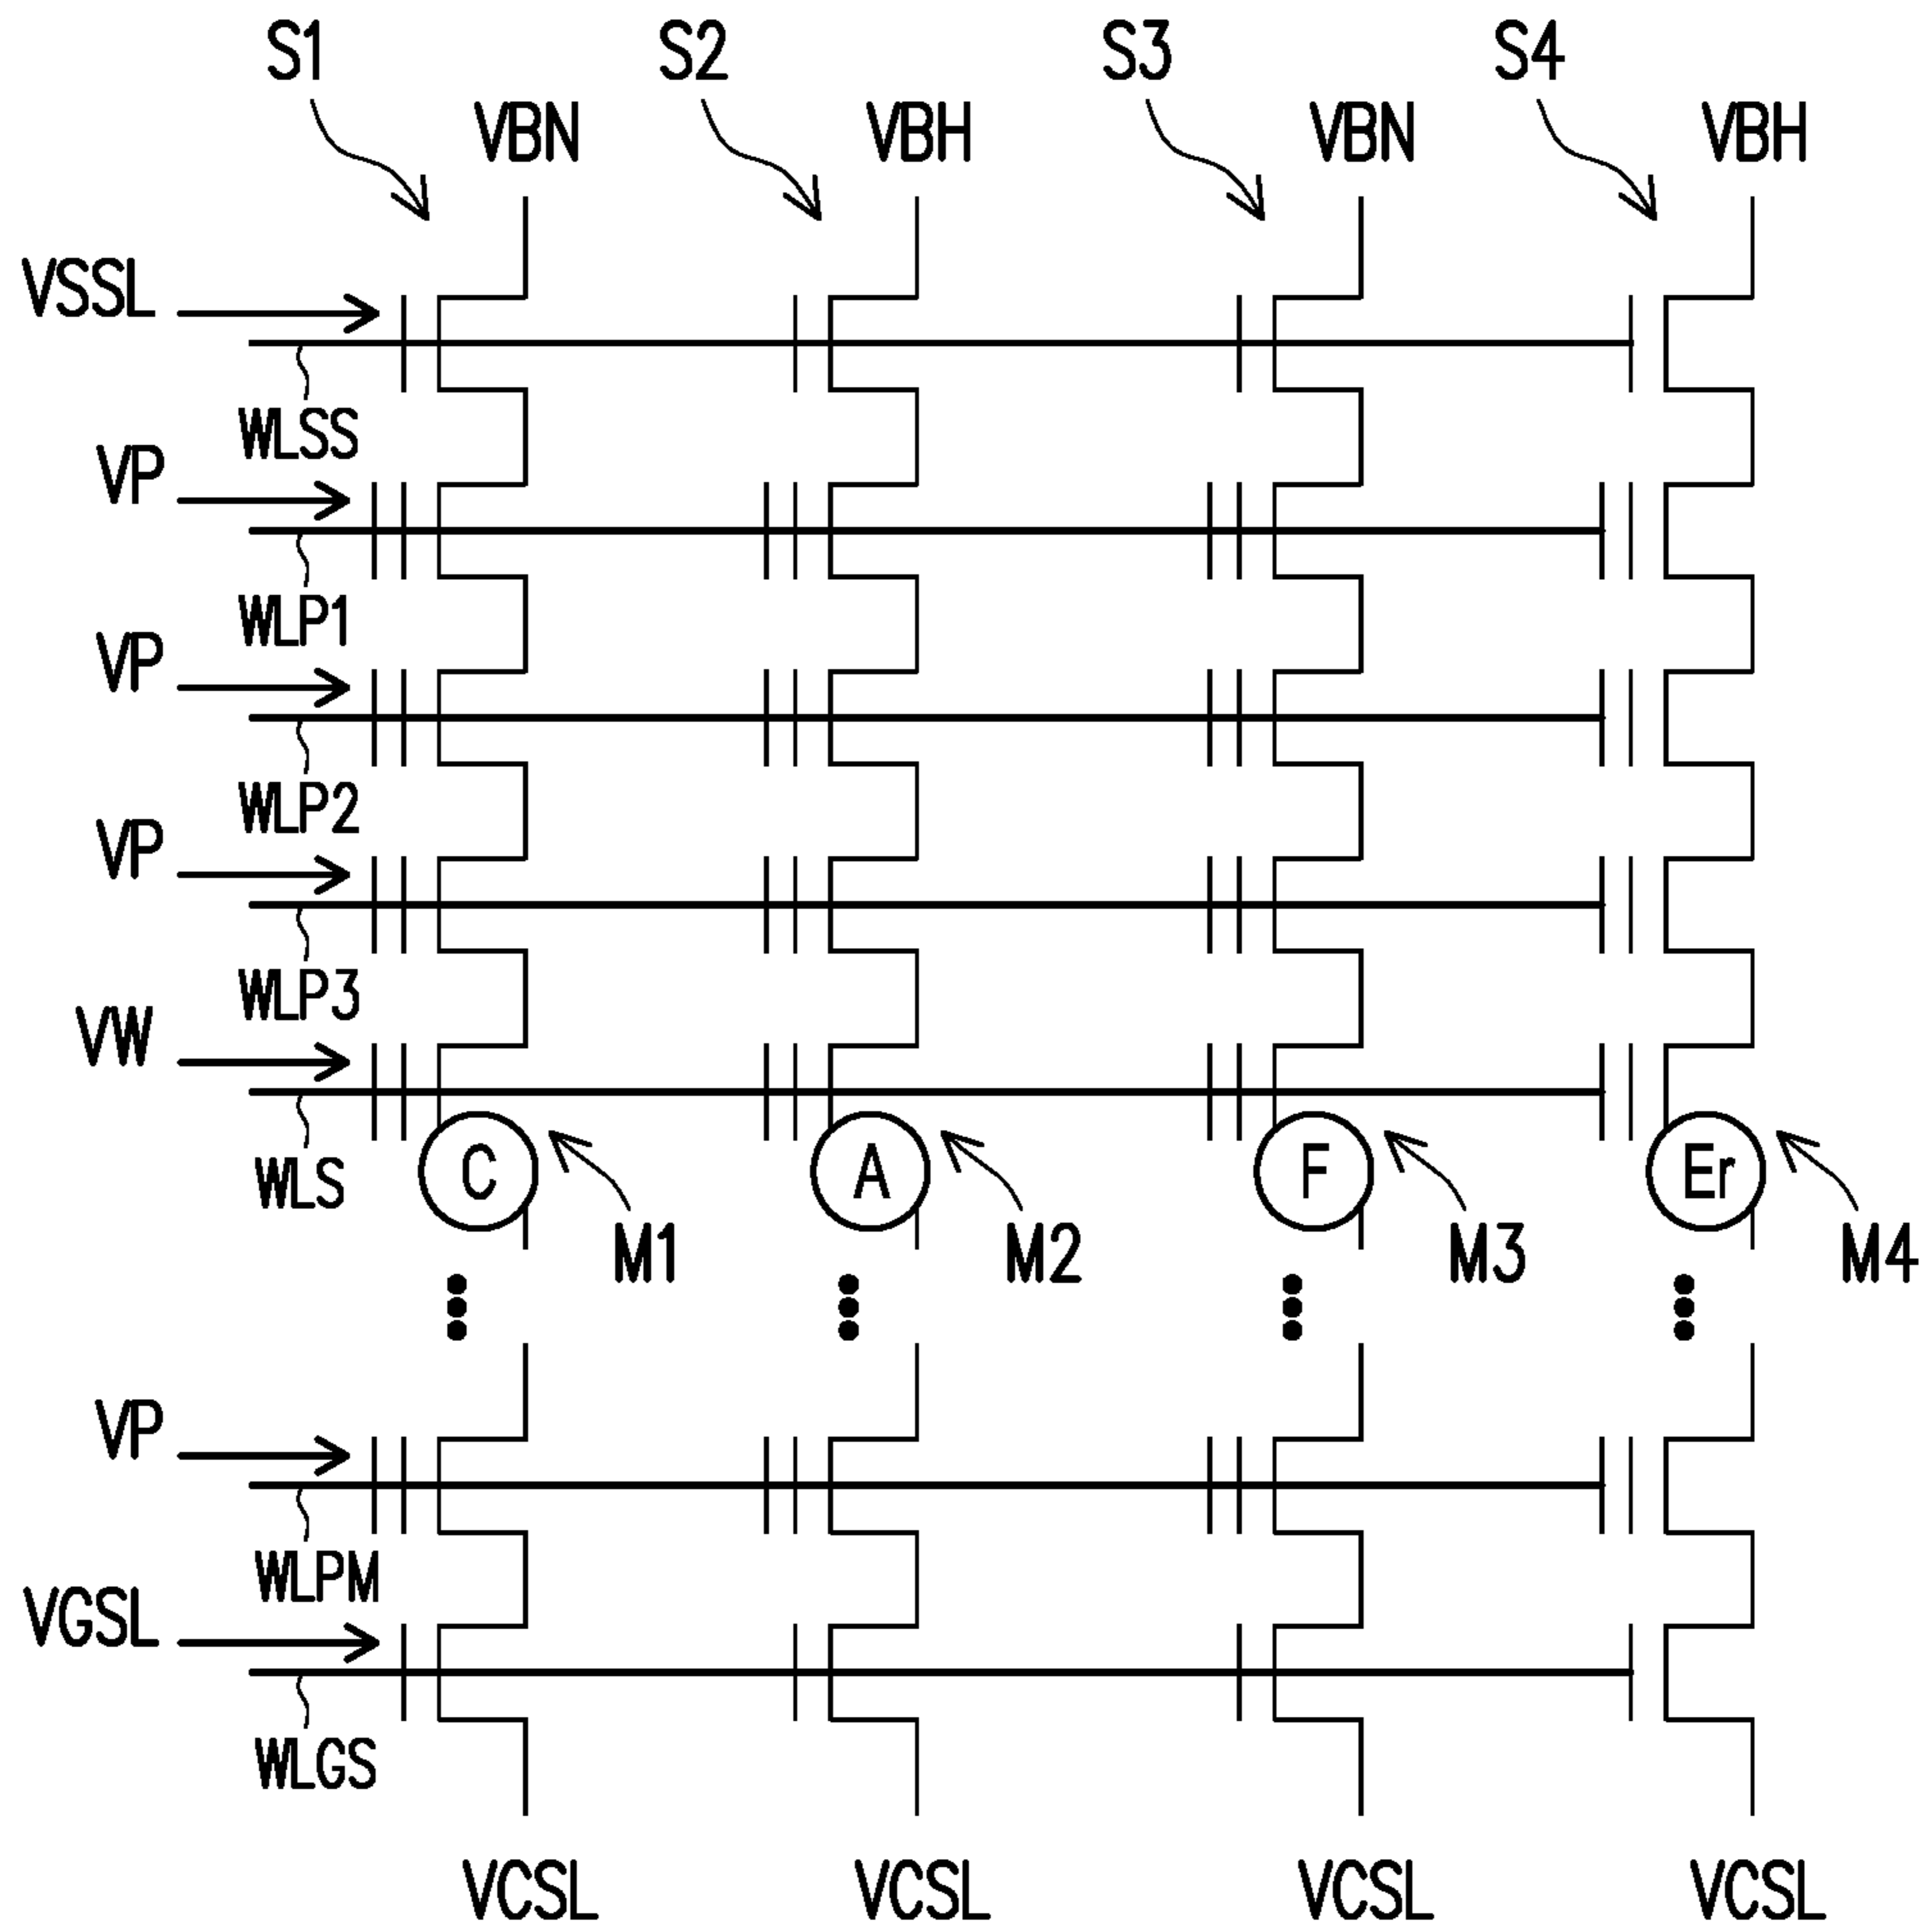 S1 S2 S3 S4
VBN VBH VBN VBH
VSSL
WLSS
VP
WLP1
VP
WLP2
VP
WLP3
VW
WLS
C A F Er
M1 M2 M3 M4
VP
WLPM
VGSL
WLGS
VCSL VCSL VCSL VCSL